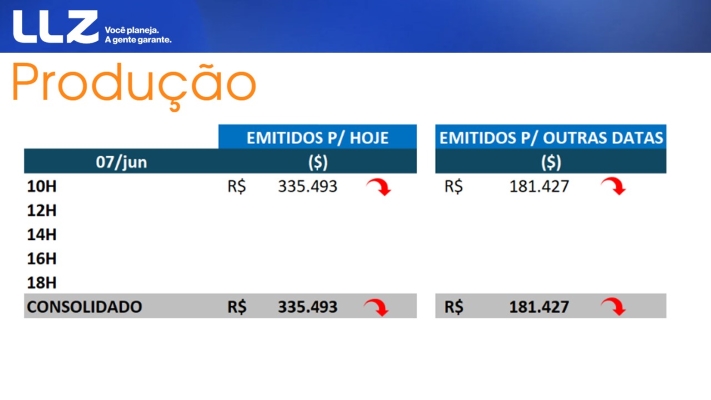 LLZ Você planeja.
A gente garante.
Produção
EMITIDOS P/ HOJE EMITIDOS P/ OUTRAS DATAS
07/jun ($) ($)
10H R$ 335.493 R$ 181.427
12H
14H
16H
18H
CONSOLIDADO R$ 335.493 R$ 181.427